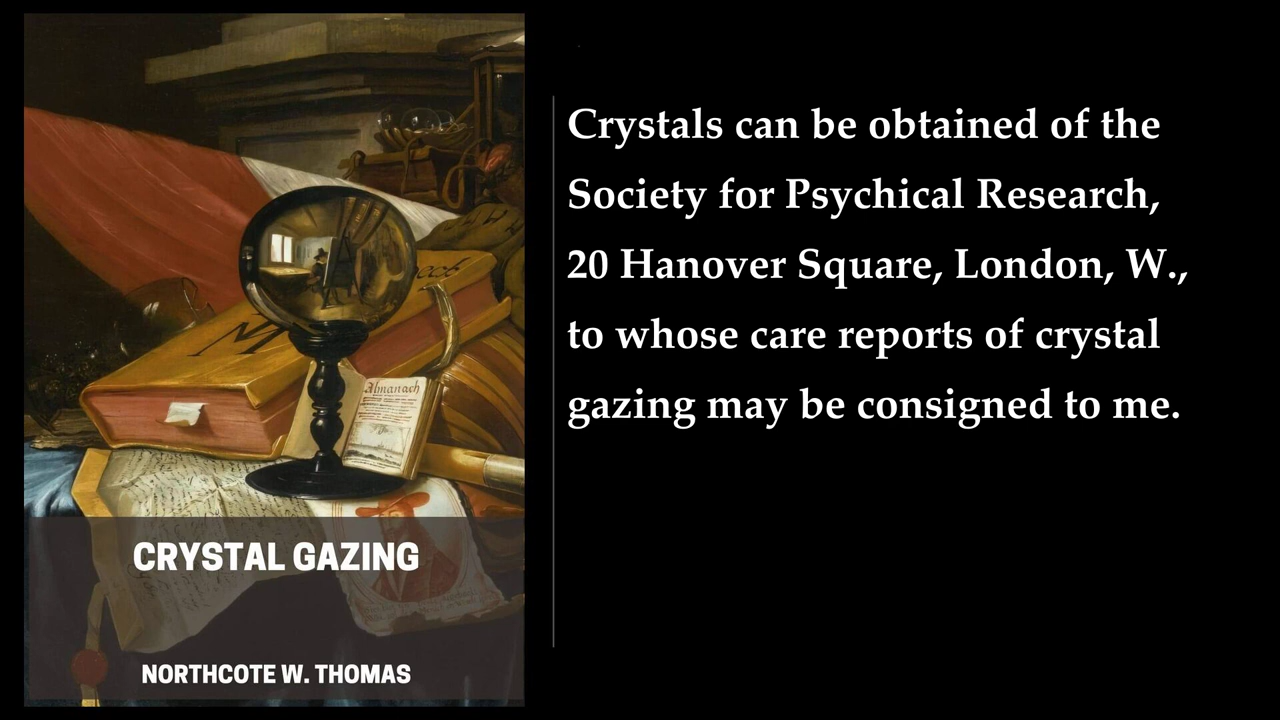 Almanach
CRYSTAL GAZING
NORTHCOTE W. THOMAS
Crystals can be obtained of the
Society for Psychical Research,
20 Hanover Square, London, W.,
to whose care reports of crystal
gazing may be consigned to me.